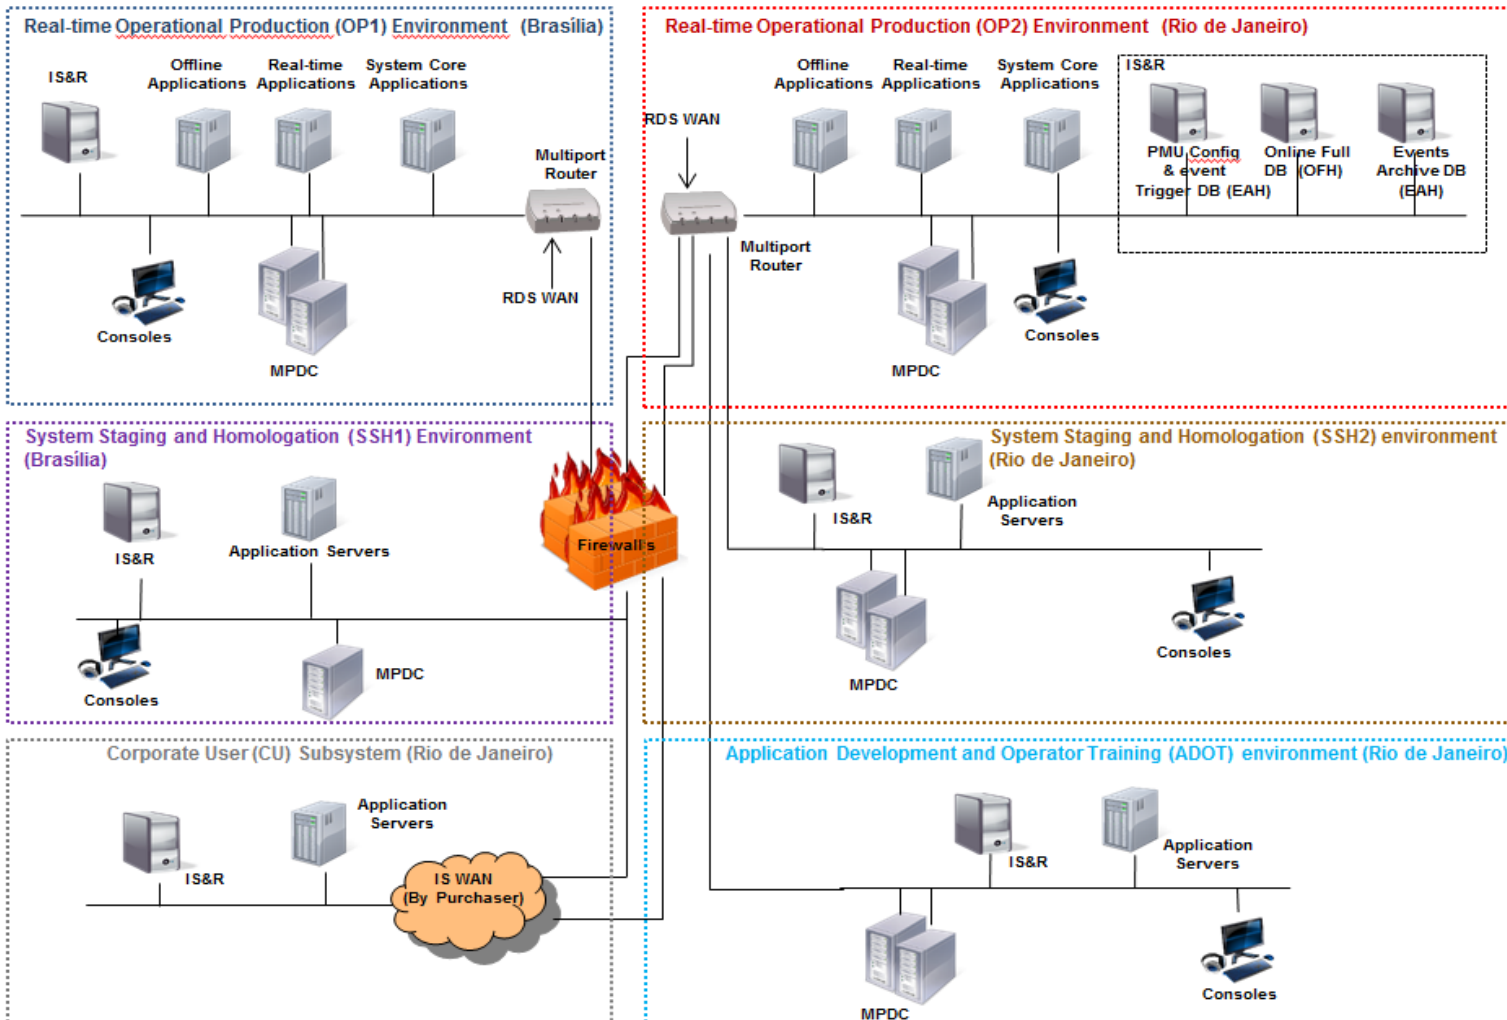 Real-time Operational Production (OP1) Environment (Brasília)
IS&R
Offline
Applications
Real-time
Applications
System Core
Applications
Multiport
Router
RDS WAN
Consoles
MPDC
Real-time Operational Production (OP2) Environment (Rio de Janeiro)
Offline
Applications
Real-time
Applications
System Core
Applications
IS&R
RDS WAN
PMU Config
& event
Trigger DB (EAH)
Online Full
DB (OFH)
Events
Archive DB
(EAH)
Multiport
Router
Consoles
MPDC
System Staging and Homologation (SSH1) Environment
(Brasília)
IS&R
Application Servers
Firewall's
Consoles
MPDC
System Staging and Homologation (SSH2) environment
(Rio de Janeiro)
IS&R
Application
Servers
Consoles
MPDC
Corporate User (CU) Subsystem (Rio de Janeiro)
IS&R
Application
Servers
IS WAN
(By Purchaser)
Application Development and Operator Training (ADOT) environment (Rio de Janeiro)
IS&R
Application
Servers
Consoles
MPDC